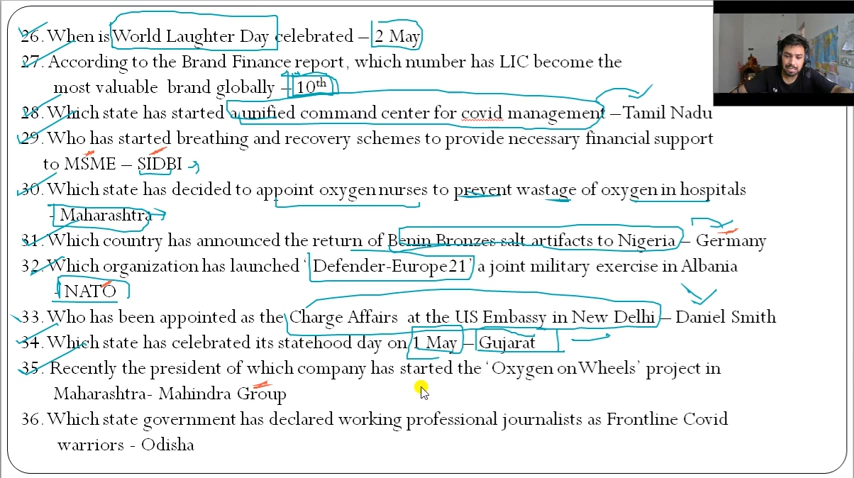 26. When is World Laughter Day celebrated – 2 May
27. According to the Brand Finance report, which number has LIC become the
most valuable brand globally – 10th
28. Which state has started a unified command center for covid management – Tamil Nadu
29. Who has started breathing and recovery schemes to provide necessary financial support
to MSME – SIDBI
30. Which state has decided to appoint oxygen nurses to prevent wastage of oxygen in hospitals
- Maharashtra
31. Which country has announced the return of Benin Bronzes salt artifacts to Nigeria – Germany
32. Which organization has launched ‘Defender-Europe 21’ a joint military exercise in Albania
- NATO
33. Who has been appointed as the Charge Affairs at the US Embassy in New Delhi – Daniel Smith
34. Which state has celebrated its statehood day on 1 May – Gujarat
35. Recently the president of which company has started the ‘Oxygen on Wheels’ project in
Maharashtra- Mahindra Group
36. Which state government has declared working professional journalists as Frontline Covid
warriors - Odisha